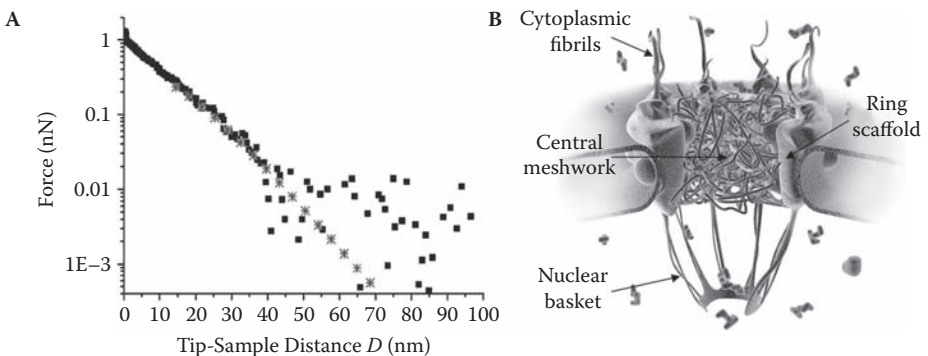 A
Force (nN)
1
0.1
0.01
1E−3
0 10 20 30 40 50 60 70 80 90 100
Tip-Sample Distance D (nm)
B
Cytoplasmic
fibrils
Ring
scaffold
Central
meshwork
Nuclear
basket